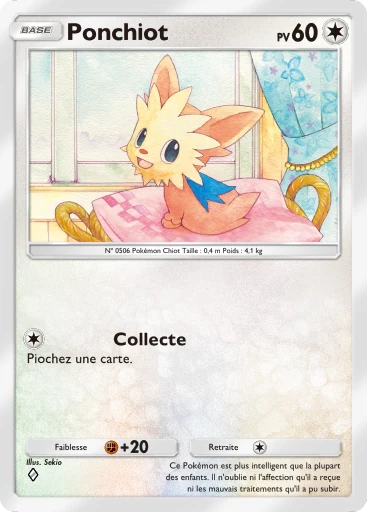 BASE Ponchiot PV 60
N° 0506 Pokémon Chiot Taille : 0,4 m Poids : 4,1 kg
Collecte
Piochez une carte.
Faiblesse +20 Retraite
Illus. Sekio
Ce Pokémon est plus intelligent que la plupart
des enfants. Il n'oublie ni l'affection qu'il a reçue
ni les mauvais traitements qu'il a pu subir.